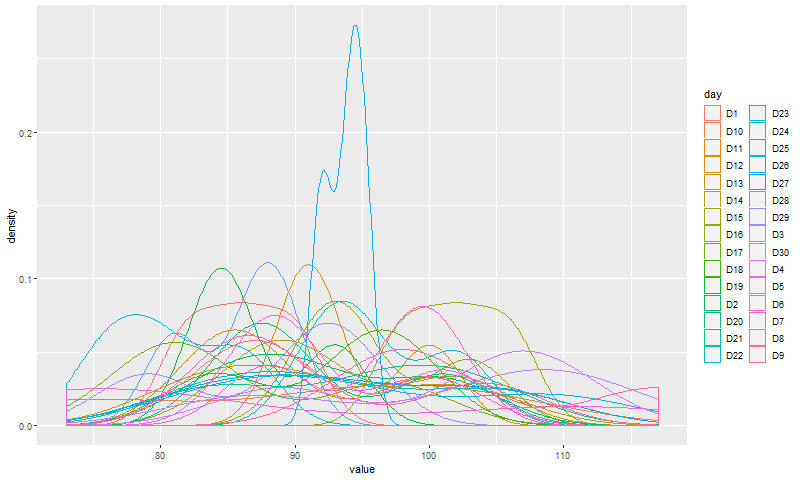 density
0.2
0.1
0.0
80
90
100
110
value
day
D1
D10
D11
D12
D13
D14
D15
D16
D17
D18
D19
D2
D20
D21
D22
D23
D24
D25
D26
D27
D28
D29
D3
D30
D4
D5
D6
D7
D8
D9